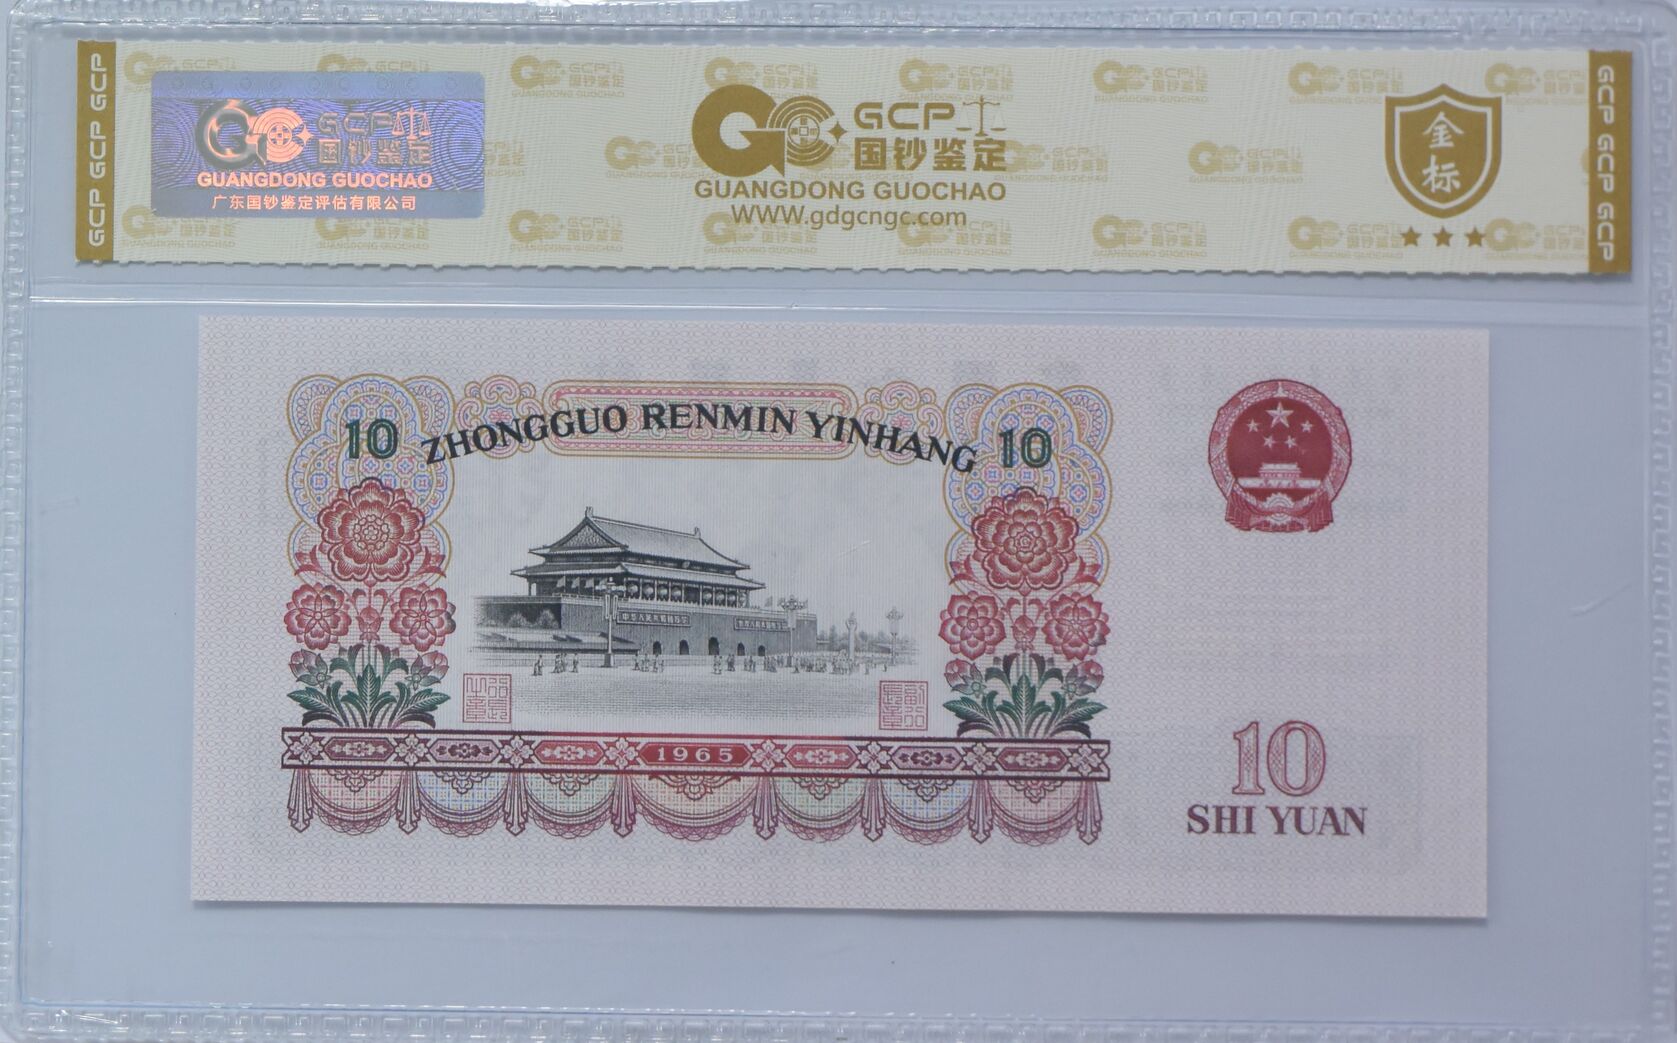 GCP GCP GCP
GCP
国钞鉴定
GUANGDONG GUOCHAO
广东国钞鉴定评估有限公司
GCP
国钞鉴定
GUANGDONG GUOCHAO
WWW.gdgcngc.com
金标
GCP GCP GCP
10
ZHONGGUO RENMIN YINHANG
10
1965
10
SHI YUAN